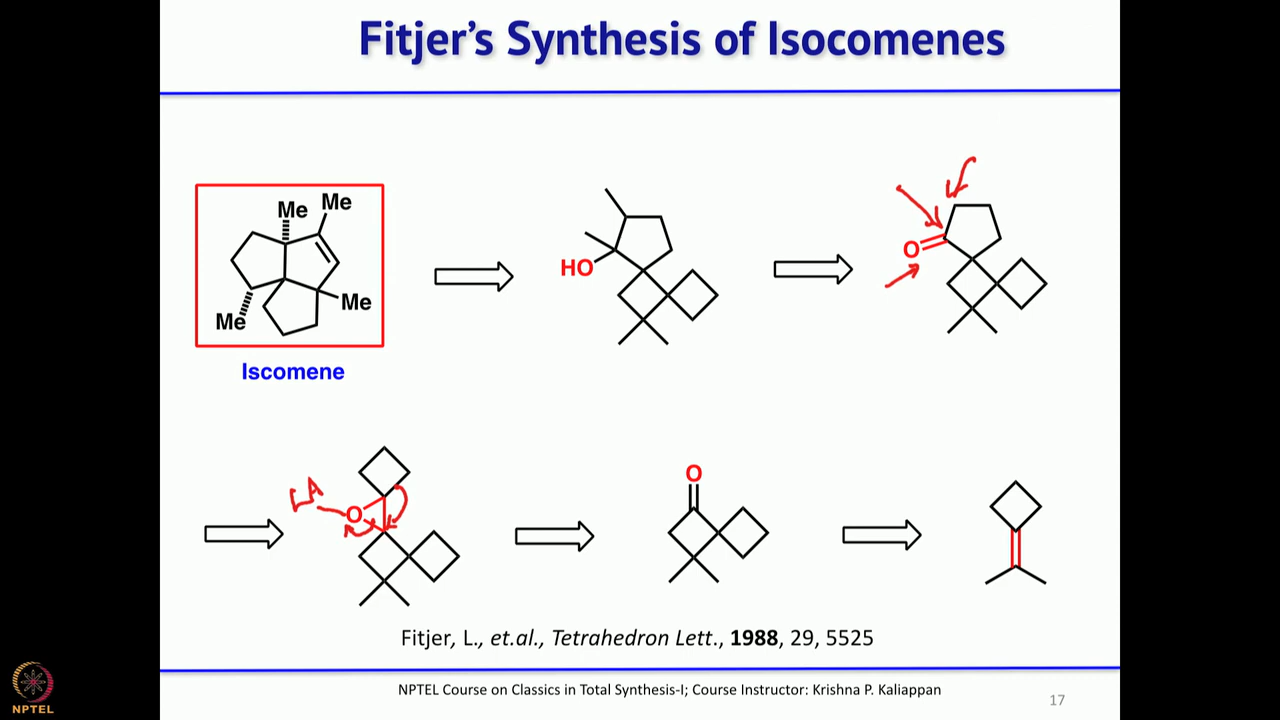 Fitjer's Synthesis of Isocomenes
Me Me
Me
Me
Iscomene
HO
O
LA
O
O
Fitjer, L., et.al., Tetrahedron Lett., 1988, 29, 5525
NPTEL Course on Classics in Total Synthesis-I; Course Instructor: Krishna P. Kaliappan
17
NPTEL